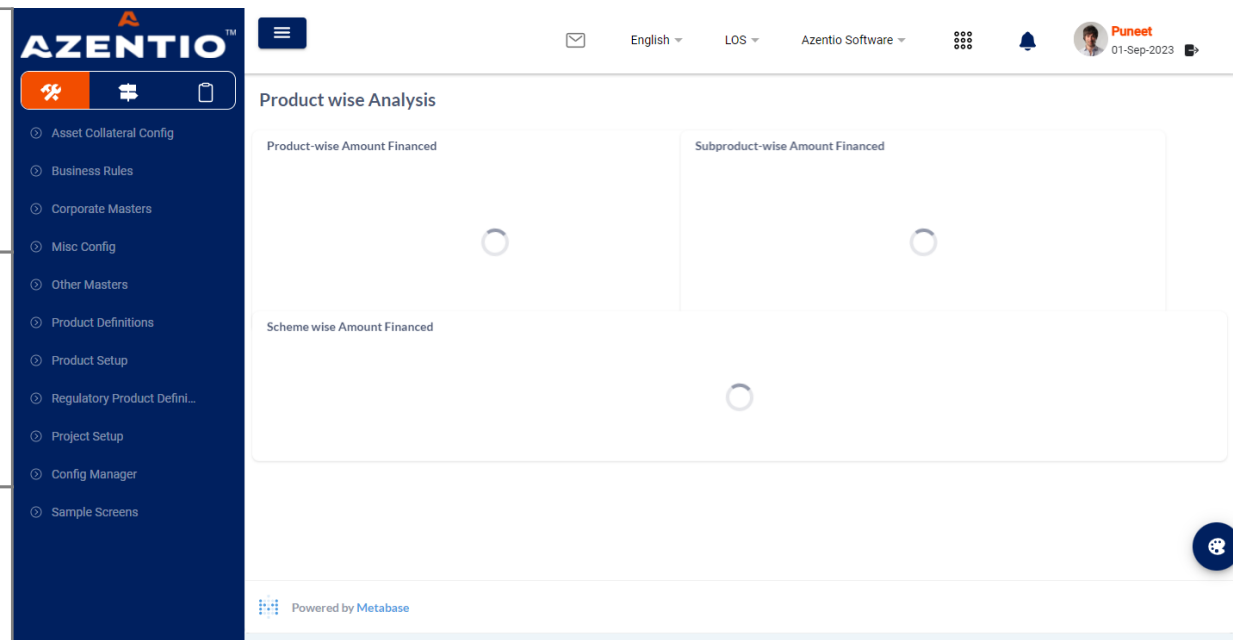 AZENTIO™
English
LOS
Azentio Software
Puneet
01-Sep-2023
Asset Collateral Config
Business Rules
Corporate Masters
Misc Config
Other Masters
Product Definitions
Product Setup
Regulatory Product Defini...
Project Setup
Config Manager
Sample Screens
Product wise Analysis
Product-wise Amount Financed
Subproduct-wise Amount Financed
Scheme wise Amount Financed
Powered by Metabase